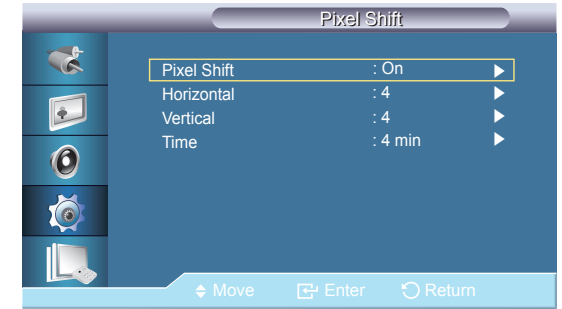 Pixel Shift
Pixel Shift : On
Horizontal : 4
Vertical : 4
Time : 4 min
Move Enter Return